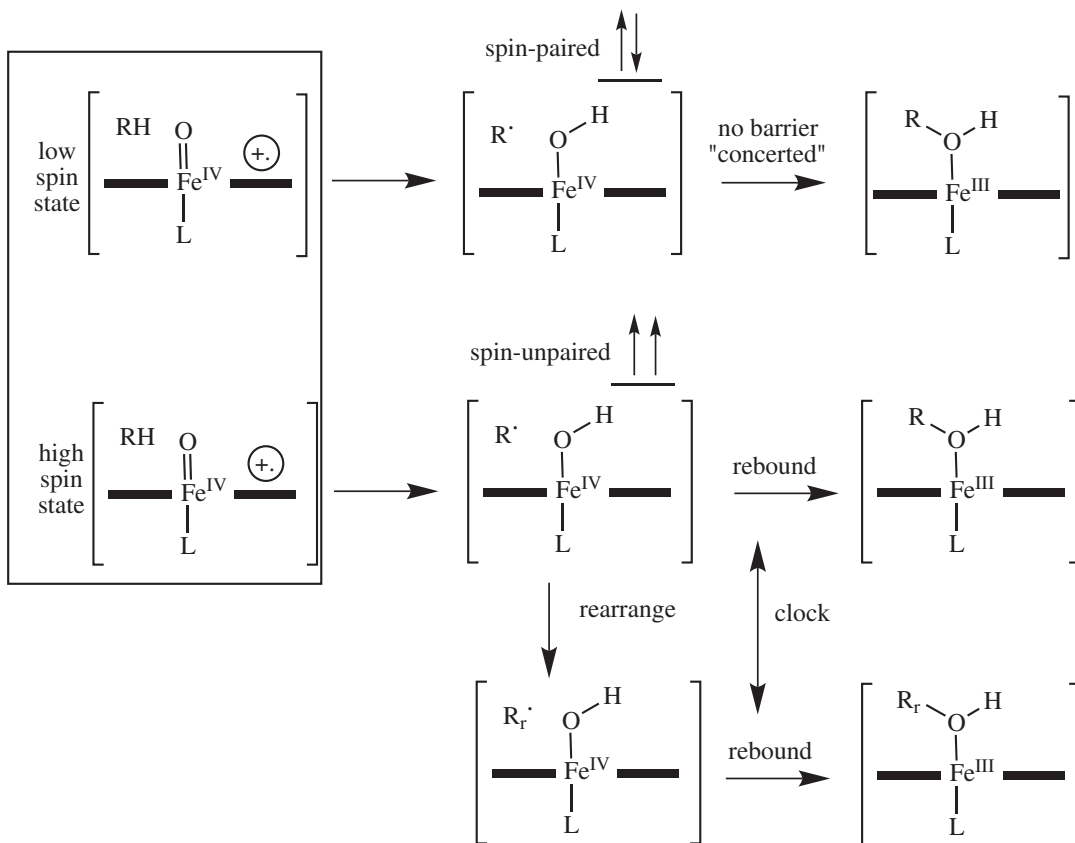 spin-paired
RH
O
+.
low
spin
state
Fe^IV
L
R·
O
H
Fe^IV
L
no barrier
"concerted"
R
O
H
Fe^III
L
spin-unpaired
RH
O
+.
high
spin
state
Fe^IV
L
R·
O
H
Fe^IV
L
rebound
R
O
H
Fe^III
L
rearrange
clock
R_r·
O
H
Fe^IV
L
rebound
R_r
O
H
Fe^III
L